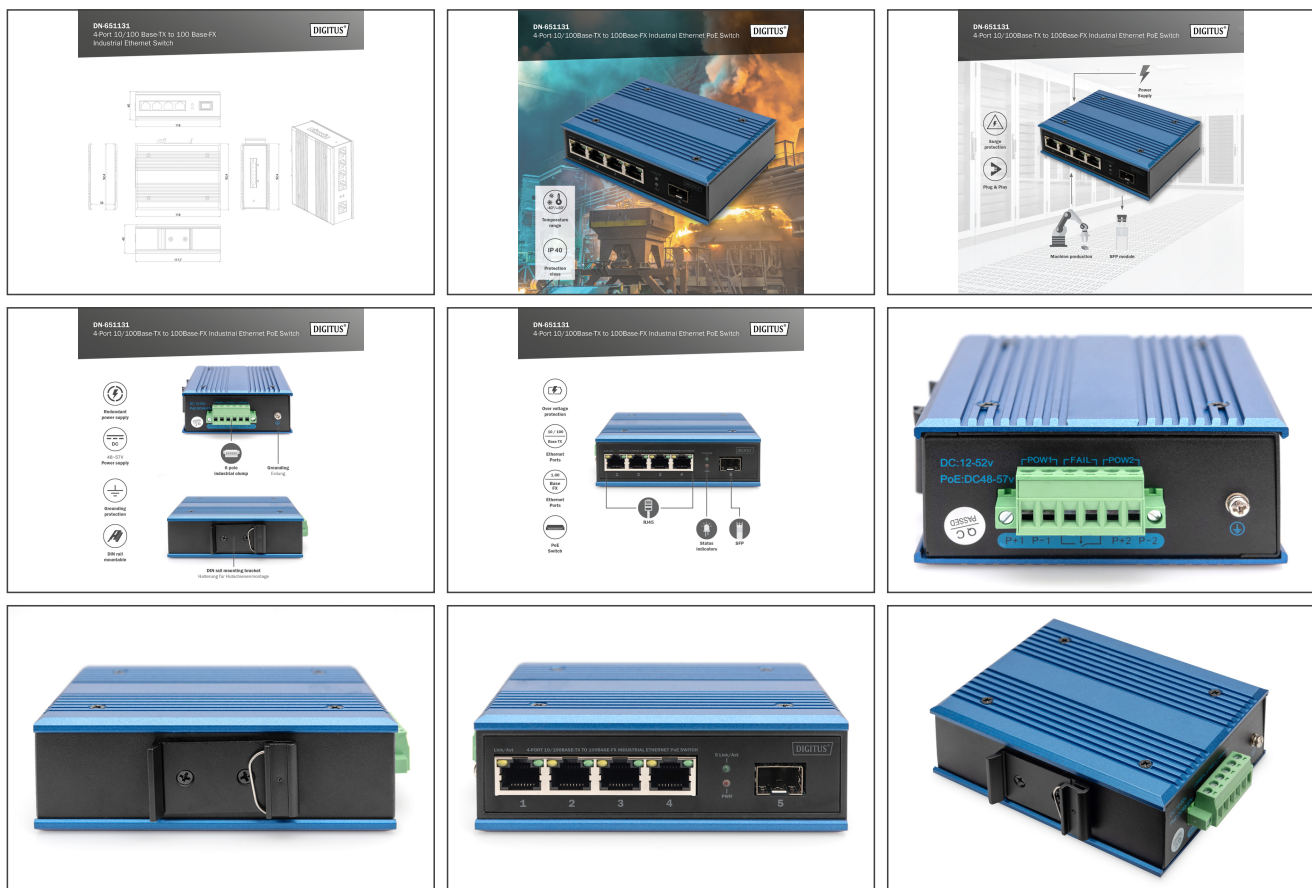 DN-651131
4-Port 10/100 Base-TX to 100 Base-FX
Industrial Ethernet Switch
DIGITUS®
DN-651131
4-Port 10/100Base-TX to 100Base-FX Industrial Ethernet PoE Switch
DIGITUS®
Temperature
range
IP 40
Protection
class
DN-651131
4-Port 10/100Base-TX to 100Base-FX Industrial Ethernet PoE Switch
DIGITUS®
Power
Supply
Surge
protection
Plug & Play
Machine production
SFP module
DN-651131
4-Port 10/100Base-TX to 100Base-FX Industrial Ethernet PoE Switch
DIGITUS®
Redundant
power supply
DC
48–57V
Power supply
Grounding
protection
DIN rail
mountable
6 pole
industrial clamp
Grounding
Erdung
DIN rail mounting bracket
Halterung für Hutschienenmontage
DN-651131
4-Port 10/100Base-TX to 100Base-FX Industrial Ethernet PoE Switch
DIGITUS®
Over voltage
protection
10 / 100
Base TX
Ethernet
Ports
Base
FX
Ethernet
Ports
PoE
Switch
1 2 3 4
RJ45
Status
indicators
SFP
DC:12-52v
PoE:DC48-57v
POW1 FAIL POW2
QC
PASSED
P+1 P-1 P+2 P-2
Link/Act 4-PORT 10/100BASE-TX TO 100BASE-FX INDUSTRIAL ETHERNET PoE SWITCH
DIGITUS®
5 Link/Act
PWR
1 2 3 4 5